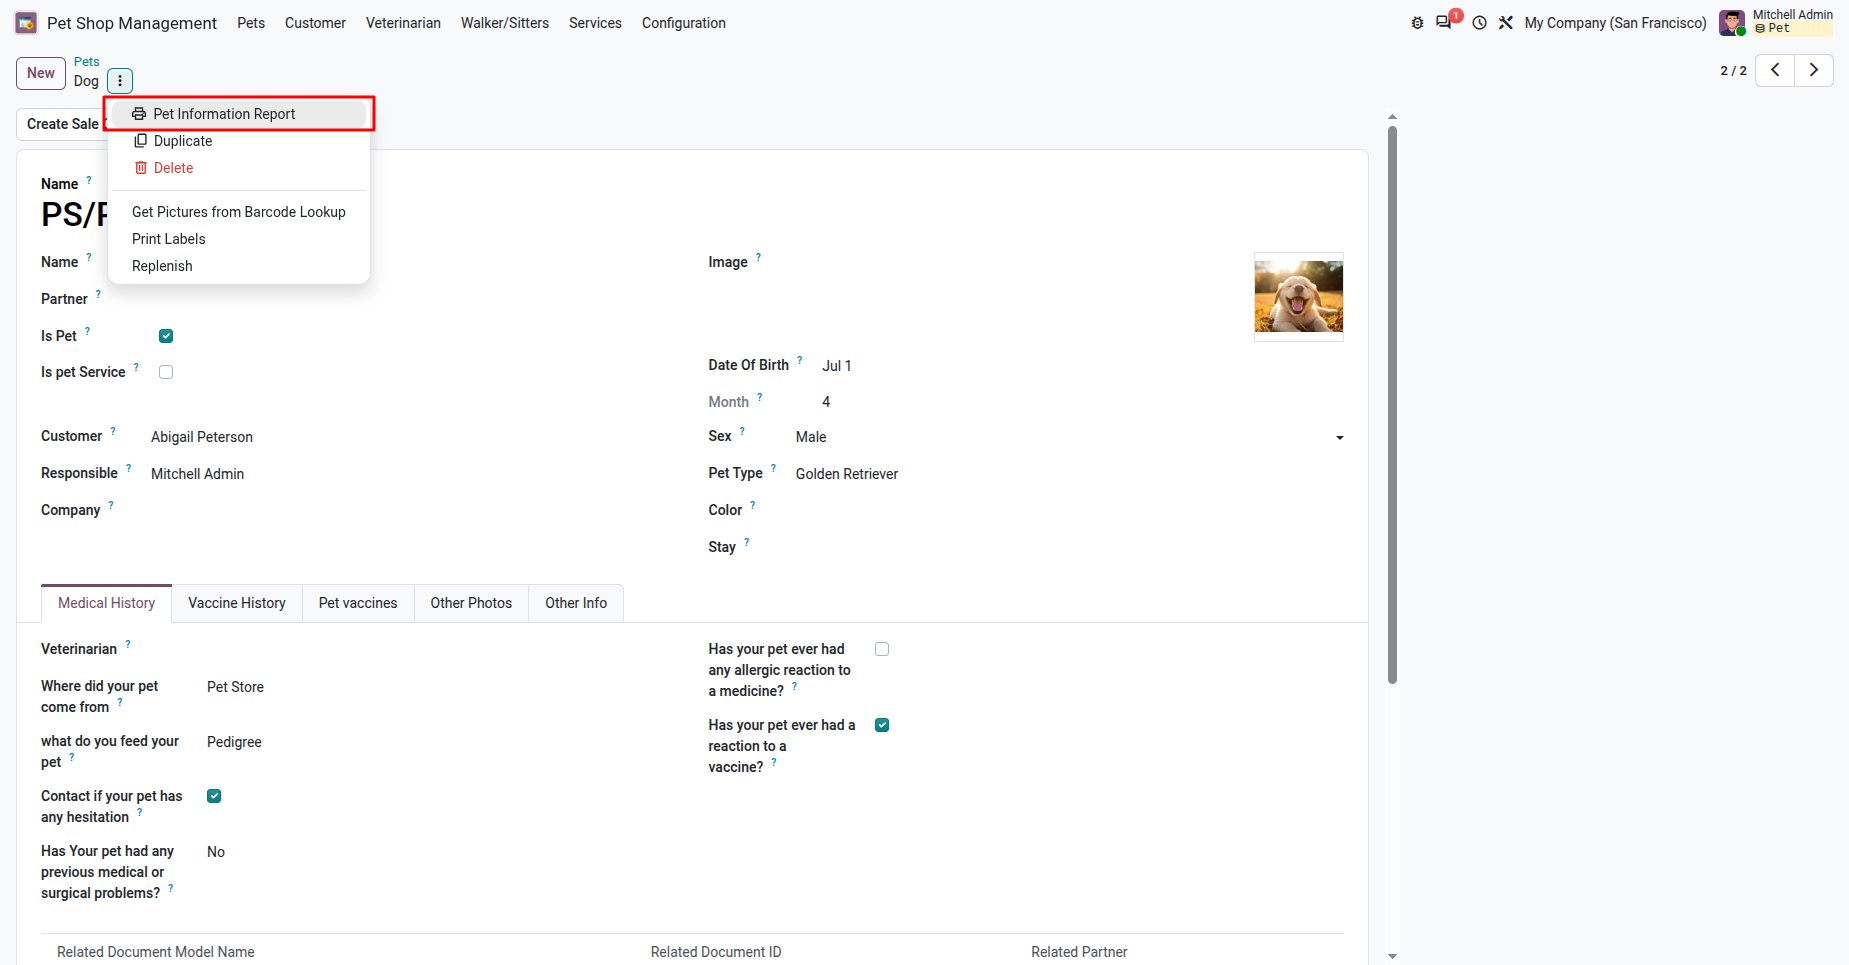 Pet Shop Management Pets Customer Veterinarian Walker/Sitters Services Configuration 1 My Company (San Francisco) Mitchell Admin
Pet
New Pets
Dog
2 / 2
Create Sale
Pet Information Report
Duplicate
Delete
Get Pictures from Barcode Lookup
Print Labels
Replenish
Name ?
PS/
Name ?
Partner ?
Is Pet ?
Is pet Service ?
Image ?
Date Of Birth ? Jul 1
Month ? 4
Customer ? Abigail Peterson
Sex ? Male
Responsible ? Mitchell Admin
Pet Type ? Golden Retriever
Company ?
Color ?
Stay ?
Medical History Vaccine History Pet vaccines Other Photos Other Info
Veterinarian ?
Where did your pet Pet Store
come from ?
what do you feed your Pedigree
pet ?
Contact if your pet has
any hesitation ?
Has Your pet had any No
previous medical or
surgical problems? ?
Has your pet ever had
any allergic reaction to
a medicine? ?
Has your pet ever had a
reaction to a
vaccine? ?
Related Document Model Name Related Document ID Related Partner